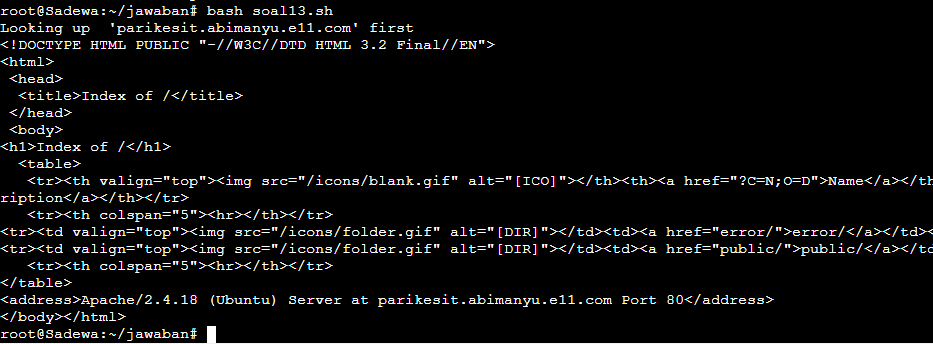 root@Sadewa:~/jawaban# bash soal13.sh
Looking up  'parikesit.abimanyu.e11.com' first
<!DOCTYPE HTML PUBLIC "-//W3C//DTD HTML 3.2 Final//EN">
<html>
 <head>
  <title>Index of /</title>
 </head>
 <body>
<h1>Index of /</h1>
  <table>
   <tr><th valign="top"><img src="/icons/blank.gif" alt="[ICO]"></th><th><a href="?C=N;O=D">Name</a></th
ription</a></th></tr>
   <tr><th colspan="5"><hr></th></tr>
<tr><td valign="top"><img src="/icons/folder.gif" alt="[DIR]"></td><td><a href="error/">error/</a></td><
<tr><td valign="top"><img src="/icons/folder.gif" alt="[DIR]"></td><td><a href="public/">public/</a></td
   <tr><th colspan="5"><hr></th></tr>
</table>
<address>Apache/2.4.18 (Ubuntu) Server at parikesit.abimanyu.e11.com Port 80</address>
</body></html>
root@Sadewa:~/jawaban#